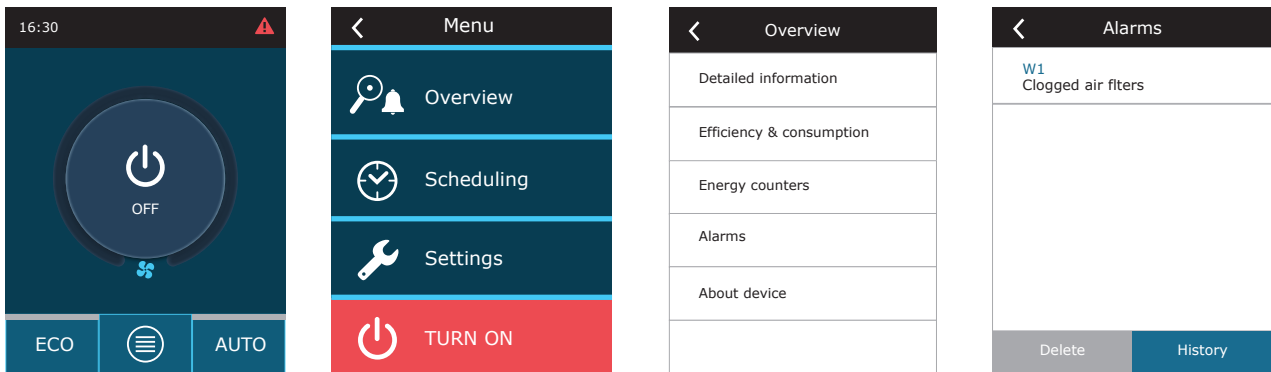 16:30
OFF
ECO
AUTO
Menu
Overview
Scheduling
Settings
TURN ON
Overview
Detailed information
Efficiency & consumption
Energy counters
Alarms
About device
Alarms
W1
Clogged air flters
Delete
History